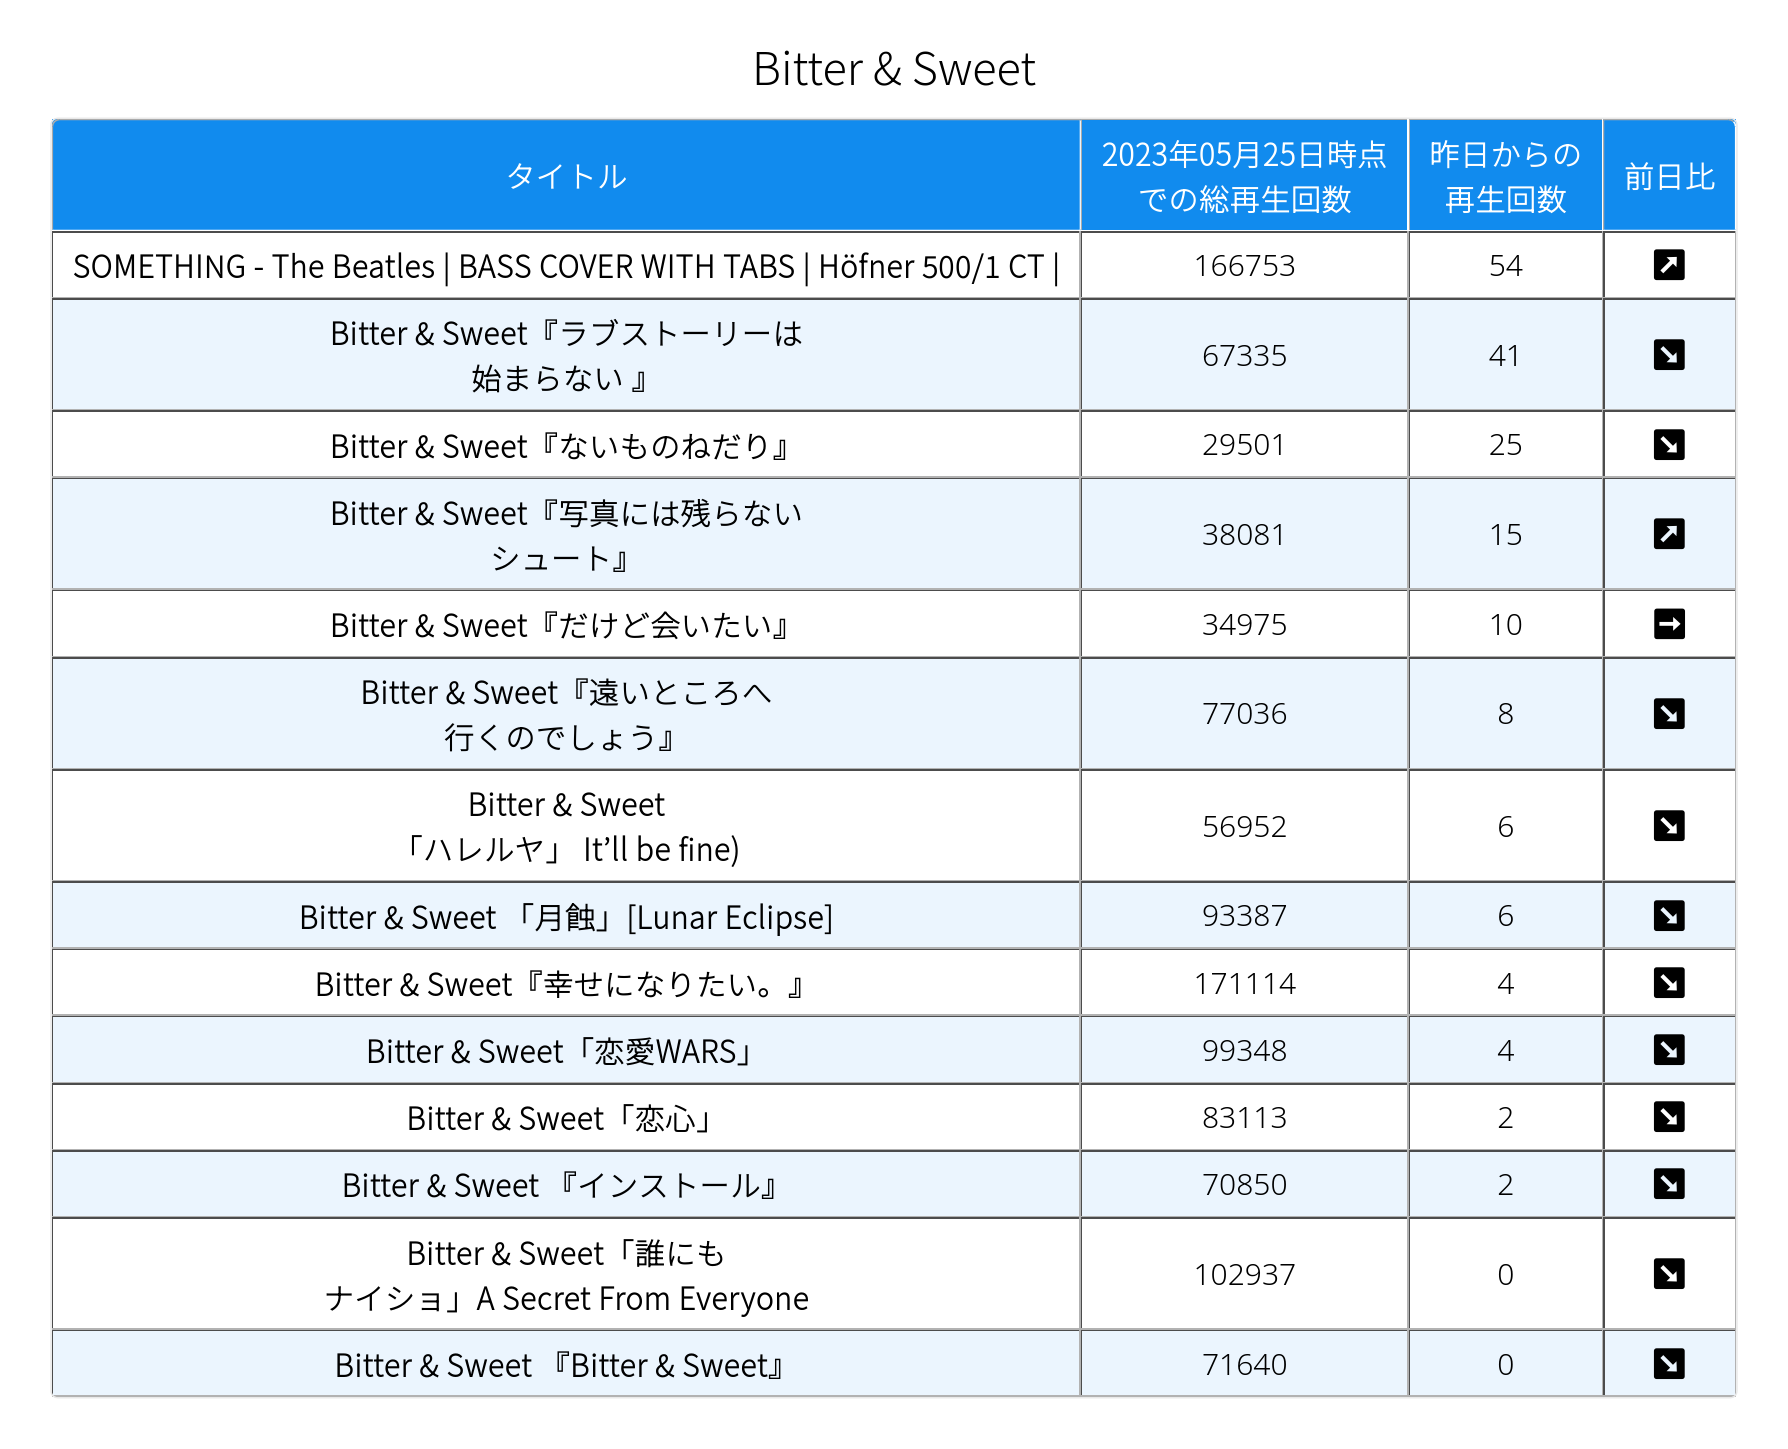 Bitter & Sweet
タイトル
2023年05月25日時点
での総再生回数
昨日からの
再生回数
前日比
SOMETHING - The Beatles | BASS COVER WITH TABS | Höfner 500/1 CT |
166753
54
Bitter & Sweet『ラブストーリーは
始まらない 』
67335
41
Bitter & Sweet『ないものねだり』
29501
25
Bitter & Sweet『写真には残らない
シュート』
38081
15
Bitter & Sweet『だけど会いたい』
34975
10
Bitter & Sweet『遠いところへ
行くのでしょう』
77036
8
Bitter & Sweet
「ハレルヤ」 It’ll be fine)
56952
6
Bitter & Sweet 「月蝕」[Lunar Eclipse]
93387
6
Bitter & Sweet『幸せになりたい。』
171114
4
Bitter & Sweet「恋愛WARS」
99348
4
Bitter & Sweet「恋心」
83113
2
Bitter & Sweet 『インストール』
70850
2
Bitter & Sweet「誰にも
ナイショ」A Secret From Everyone
102937
0
Bitter & Sweet 『Bitter & Sweet』
71640
0